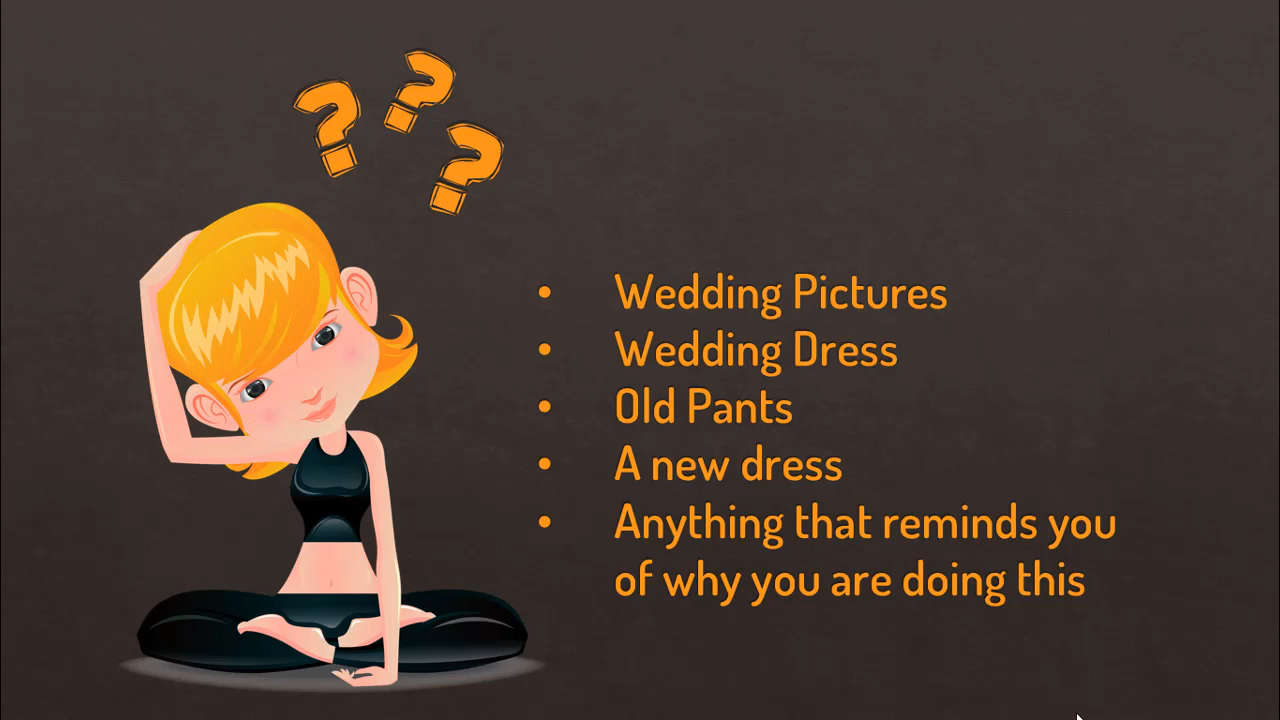 ? ? ?
• Wedding Pictures
• Wedding Dress
• Old Pants
• A new dress
• Anything that reminds you
of why you are doing this